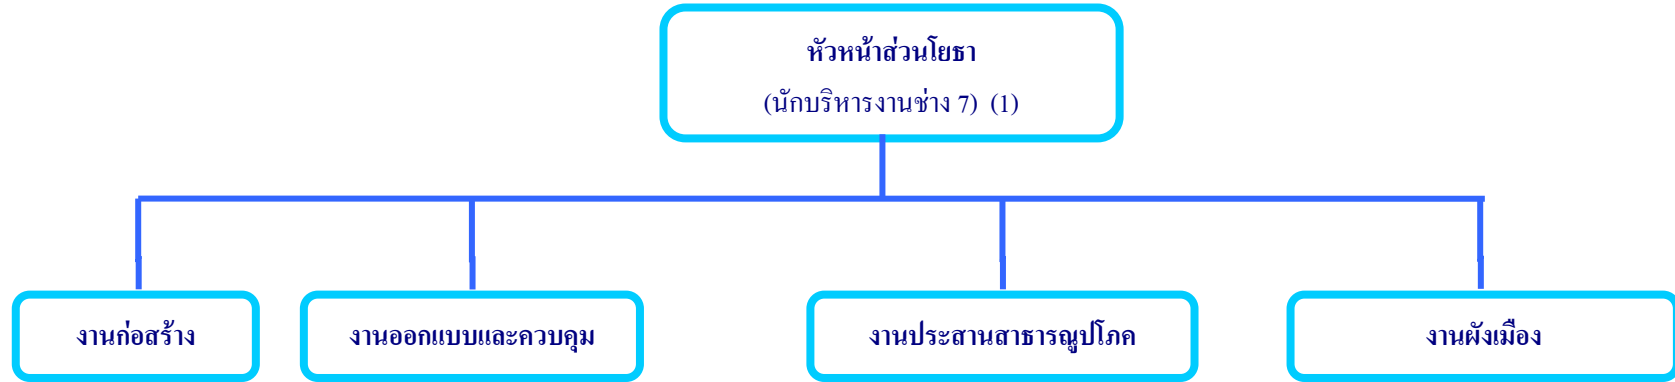 หัวหน้าส่วนโยธา
(นักบริหารงานช่าง 7) (1)
งานก่อสร้าง
งานออกแบบและควบคุม
งานประสานสาธารณูปโภค
งานผังเมือง